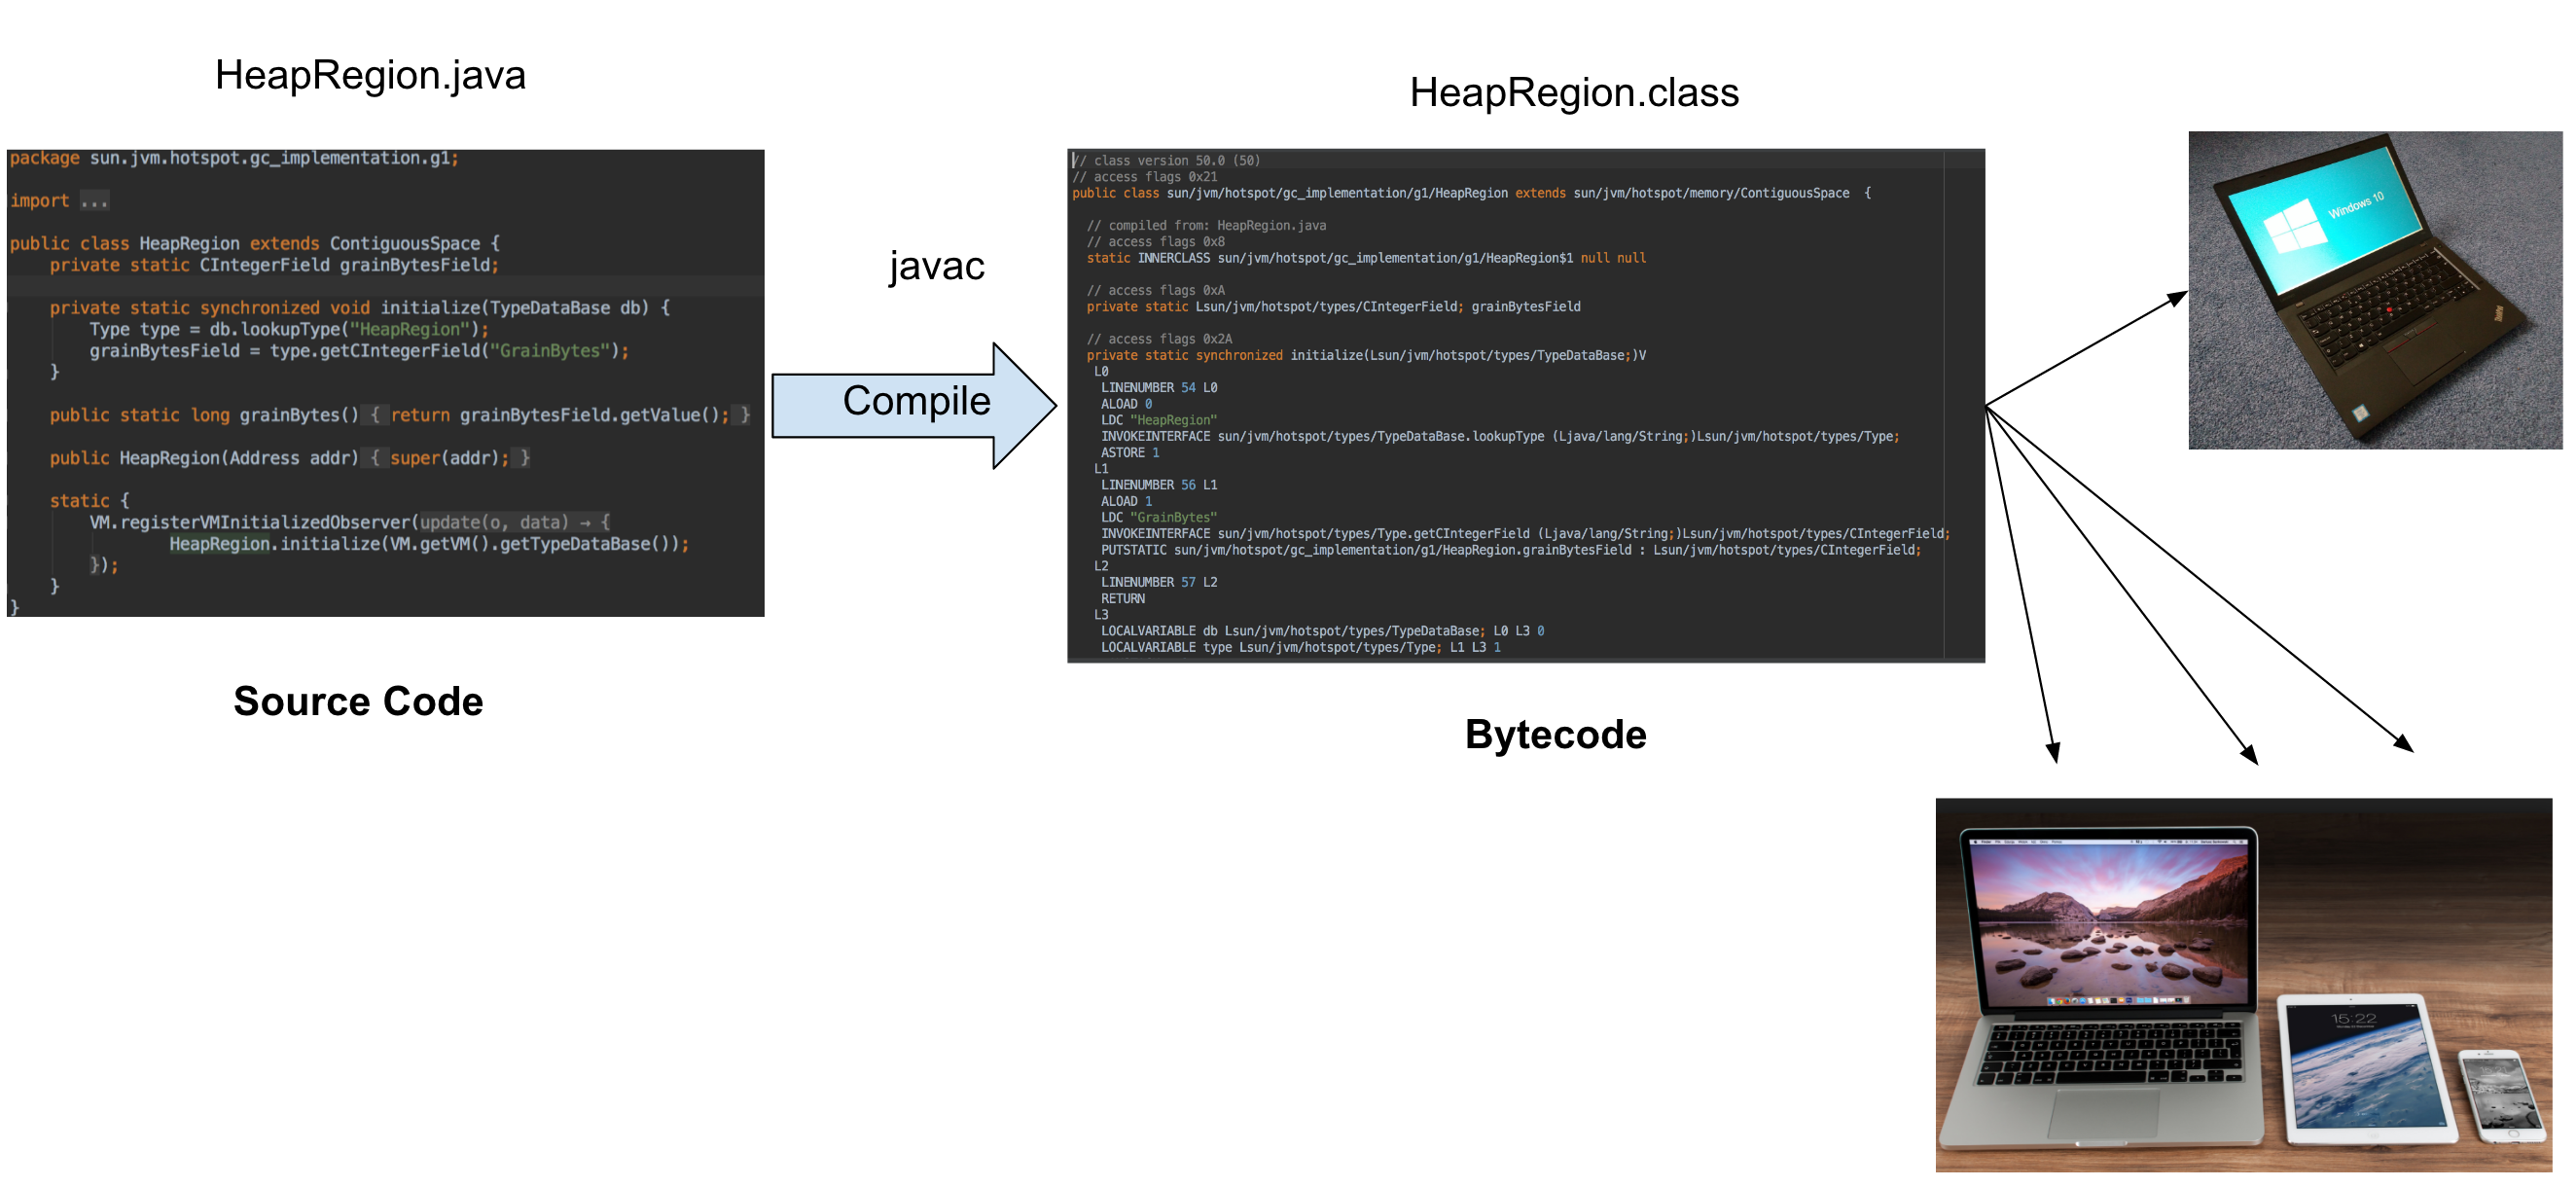 HeapRegion.java
package sun.jvm.hotspot.gc_implementation.g1;
import ...
public class HeapRegion extends ContiguousSpace {
private static CIntegerField grainBytesField;
private static synchronized void initialize(TypeDataBase db) {
Type type = db.lookupType("HeapRegion");
grainBytesField = type.getCIntegerField("GrainBytes");
}
public static long grainBytes() { return grainBytesField.getValue(); }
public HeapRegion(Address addr) { super(addr); }
static {
VM.registerVMInitializedObserver(update(o, data) → {
HeapRegion.initialize(VM.getVM().getTypeDataBase());
});
}
}
Source Code
javac
Compile
HeapRegion.class
// class version 50.0 (50)
// access flags 0x21
public class sun/jvm/hotspot/gc_implementation/g1/HeapRegion extends sun/jvm/hotspot/memory/ContiguousSpace {
// compiled from: HeapRegion.java
// access flags 0x8
static INNERCLASS sun/jvm/hotspot/gc_implementation/g1/HeapRegion$1 null null
// access flags 0xA
private static Lsun/jvm/hotspot/types/CIntegerField; grainBytesField
// access flags 0x2A
private static synchronized initialize(Lsun/jvm/hotspot/types/TypeDataBase;)V
L0
LINENUMBER 54 L0
ALOAD 0
LDC "HeapRegion"
INVOKEINTERFACE sun/jvm/hotspot/types/TypeDataBase.lookupType (Ljava/lang/String;)Lsun/jvm/hotspot/types/Type;
ASTORE 1
L1
LINENUMBER 56 L1
ALOAD 1
LDC "GrainBytes"
INVOKEINTERFACE sun/jvm/hotspot/types/Type.getCIntegerField (Ljava/lang/String;)Lsun/jvm/hotspot/types/CIntegerField;
PUTSTATIC sun/jvm/hotspot/gc_implementation/g1/HeapRegion.grainBytesField : Lsun/jvm/hotspot/types/CIntegerField;
L2
LINENUMBER 57 L2
RETURN
L3
LOCALVARIABLE db Lsun/jvm/hotspot/types/TypeDataBase; L0 L3 0
LOCALVARIABLE type Lsun/jvm/hotspot/types/Type; L1 L3 1
Bytecode
Windows 10
ThinkPad
15:22